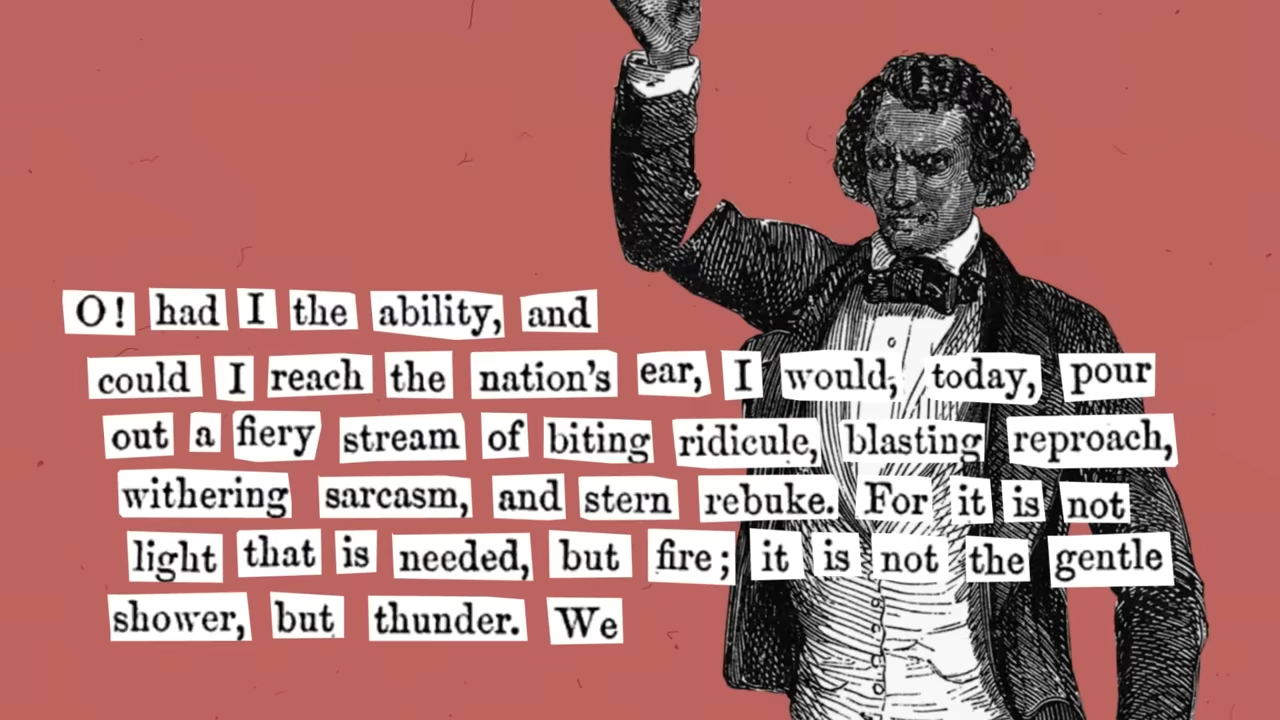 O! had I the ability, and
could I reach the nation's ear, I would, today, pour
out a fiery stream of biting ridicule, blasting reproach,
withering sarcasm, and stern rebuke. For it is not
light that is needed, but fire; it is not the gentle
shower, but thunder. We